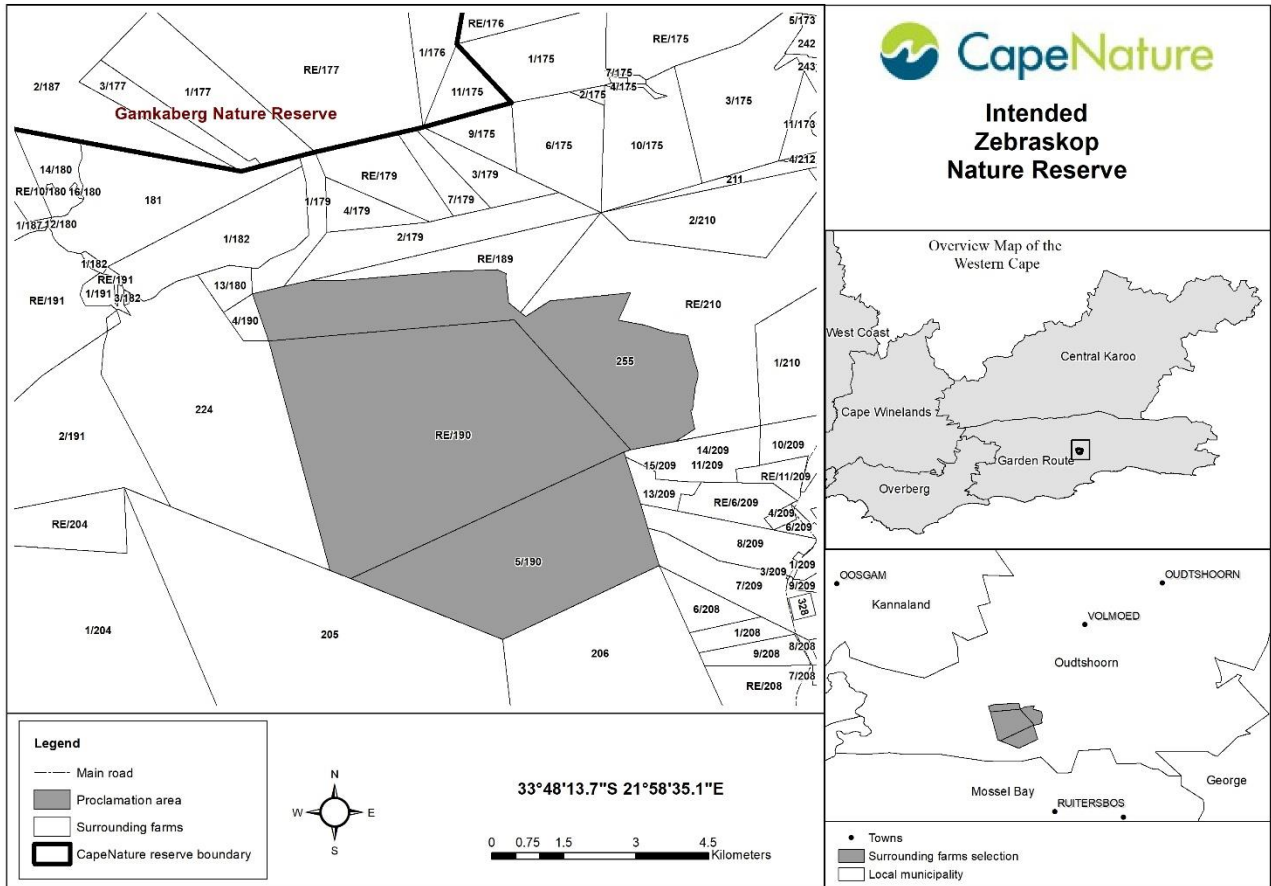 RE/176
5/173
242
243
1/176
1/175
RE/175
RE/177
7/175
4/175
2/187
3/177
1/177
11/175
2/175
3/175
Gamkaberg Nature Reserve
11/173
9/175
6/175
10/175
4/212
14/180
RE/10/180
16/180
181
RE/179
3/179
211
1/179
4/179
7/179
2/210
1/187
12/180
1/182
2/179
1/182
RE/189
RE/191
RE/191
1/191
3/182
13/180
4/190
RE/210
255
1/210
224
2/191
RE/190
14/209
10/209
15/209
11/209
RE/11/209
13/209
RE/6/209
4/209
6/209
RE/204
8/209
1/209
5/190
3/209
7/209
9/209
328
6/208
1/204
205
1/208
206
9/208
8/208
RE/208
7/208
CapeNature
Intended
Zebraskop
Nature Reserve
Overview Map of the
Western Cape
West Coast
Central Karoo
Cape Winelands
Garden Route
Overberg
OOSGAM
OUDTSHOORN
Kannaland
VOLMOED
Oudtshoorn
George
Mossel Bay
RUITERSBOS
Towns
Surrounding farms selection
Local municipality
Legend
Main road
Proclamation area
Surrounding farms
CapeNature reserve boundary
N
W
E
S
33°48'13.7"S 21°58'35.1"E
0 0.75 1.5 3 4.5
Kilometers